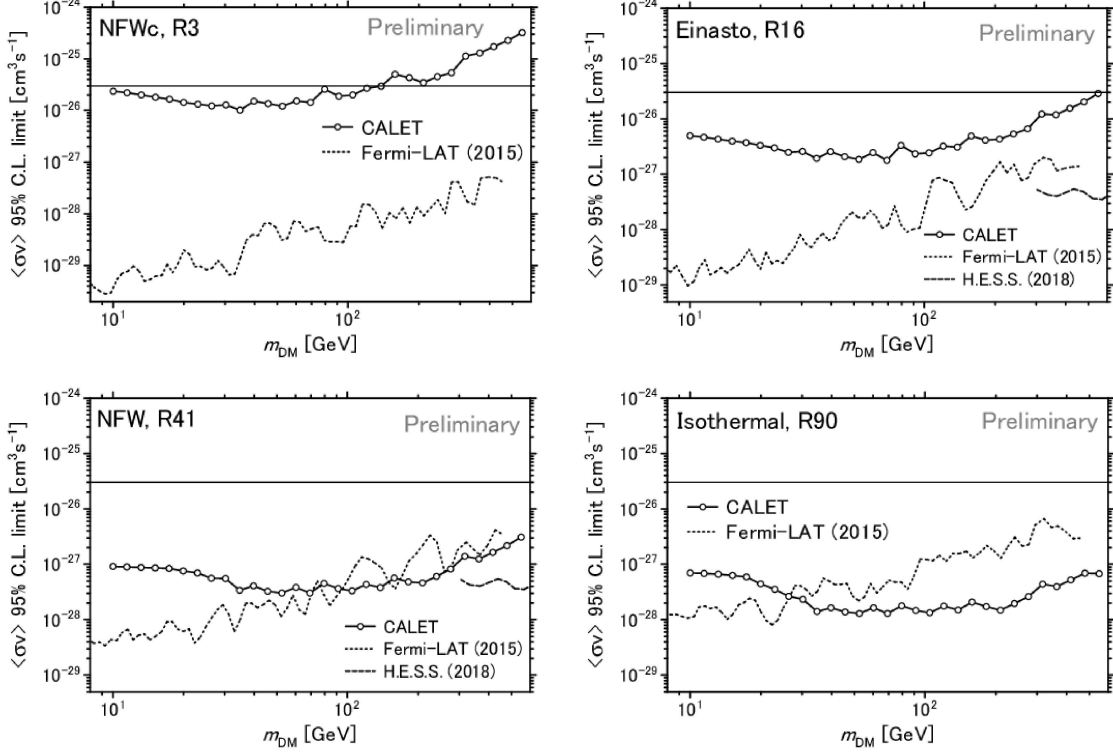 NFWc, R3
Preliminary
<σv> 95% C.L. limit [cm³s⁻¹]
10⁻²⁵
10⁻²⁶
10⁻²⁷
10⁻²⁸
10⁻²⁹
CALET
Fermi-LAT (2015)
10¹
10²
m_DM [GeV]
Einasto, R16
Preliminary
<σv> 95% C.L. limit [cm³s⁻¹]
10⁻²⁴
10⁻²⁵
10⁻²⁶
10⁻²⁷
10⁻²⁸
10⁻²⁹
CALET
Fermi-LAT (2015)
H.E.S.S. (2018)
10¹
10²
m_DM [GeV]
NFW, R41
Preliminary
<σv> 95% C.L. limit [cm³s⁻¹]
10⁻²⁴
10⁻²⁵
10⁻²⁶
10⁻²⁷
10⁻²⁸
10⁻²⁹
CALET
Fermi-LAT (2015)
H.E.S.S. (2018)
10¹
10²
m_DM [GeV]
Isothermal, R90
Preliminary
<σv> 95% C.L. limit [cm³s⁻¹]
10⁻²⁴
10⁻²⁵
10⁻²⁶
10⁻²⁷
10⁻²⁸
10⁻²⁹
CALET
Fermi-LAT (2015)
10¹
10²
m_DM [GeV]